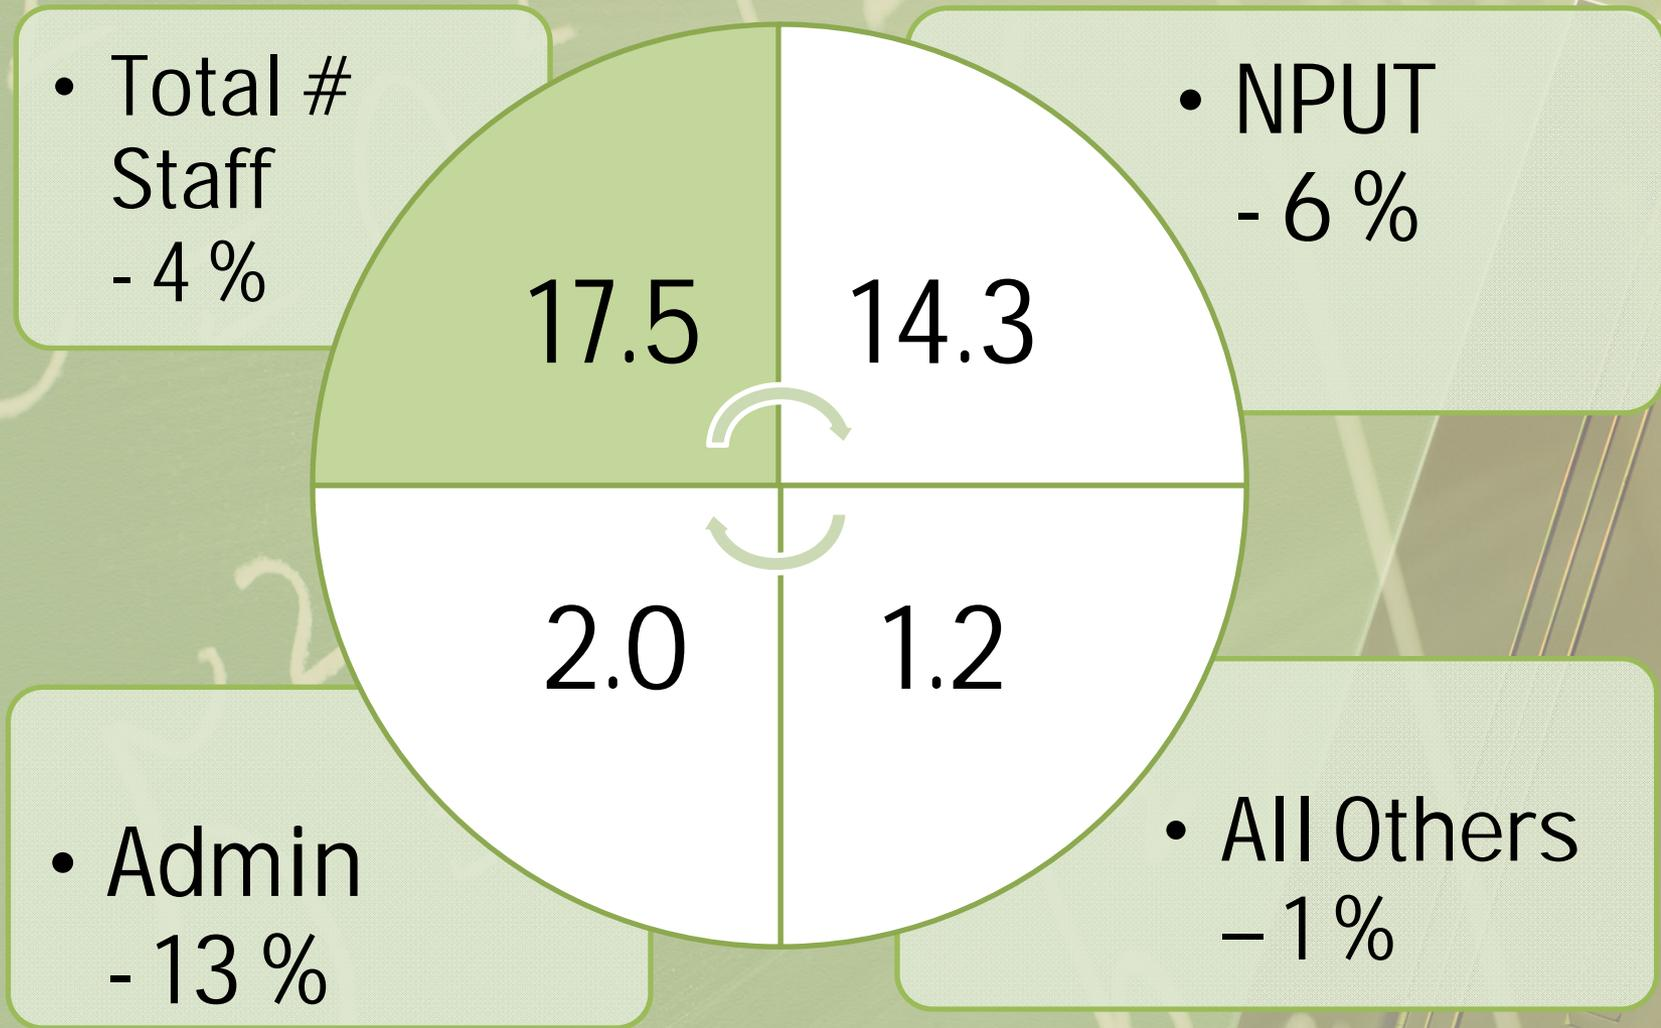 • Total #
Staff
- 4 %
• NPUT
- 6 %
17.5
14.3
2.0
1.2
• Admin
- 13 %
• All Others
– 1 %